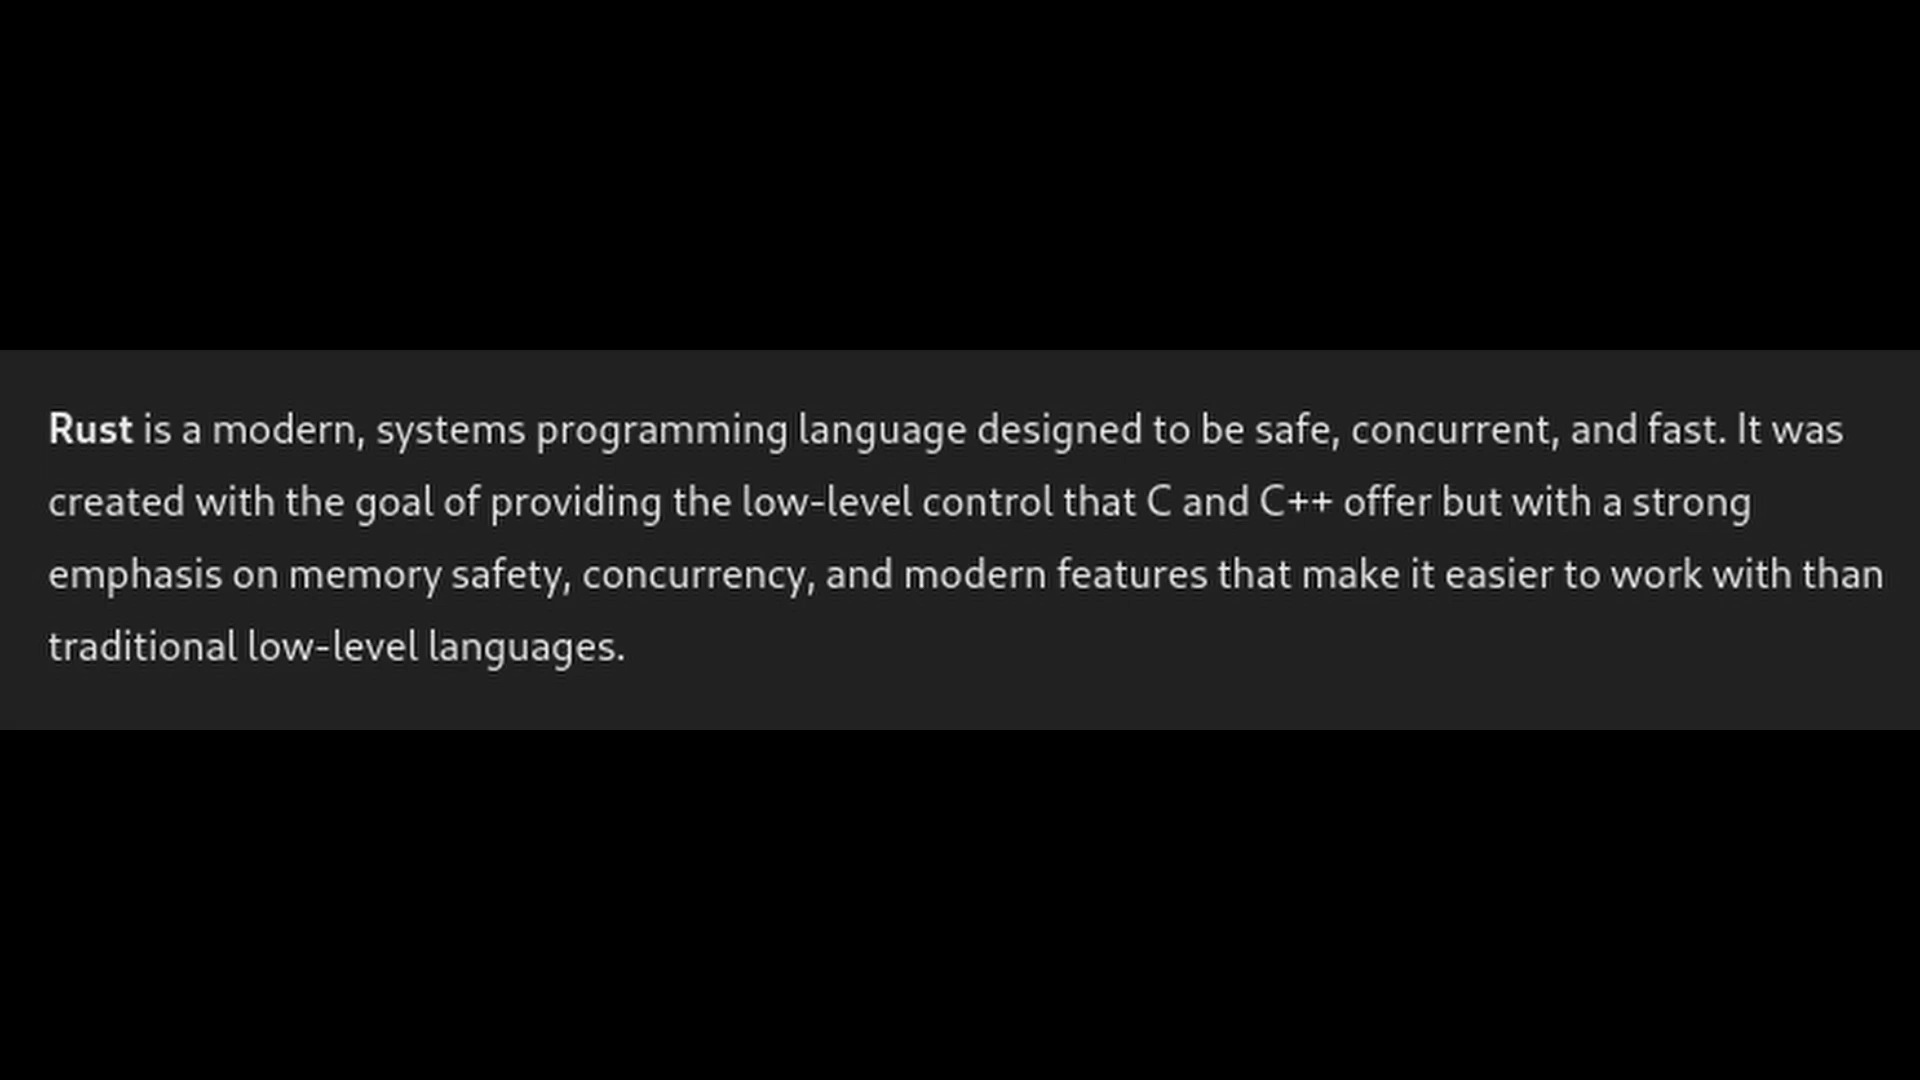 Rust is a modern, systems programming language designed to be safe, concurrent, and fast. It was
created with the goal of providing the low-level control that C and C++ offer but with a strong
emphasis on memory safety, concurrency, and modern features that make it easier to work with than
traditional low-level languages.